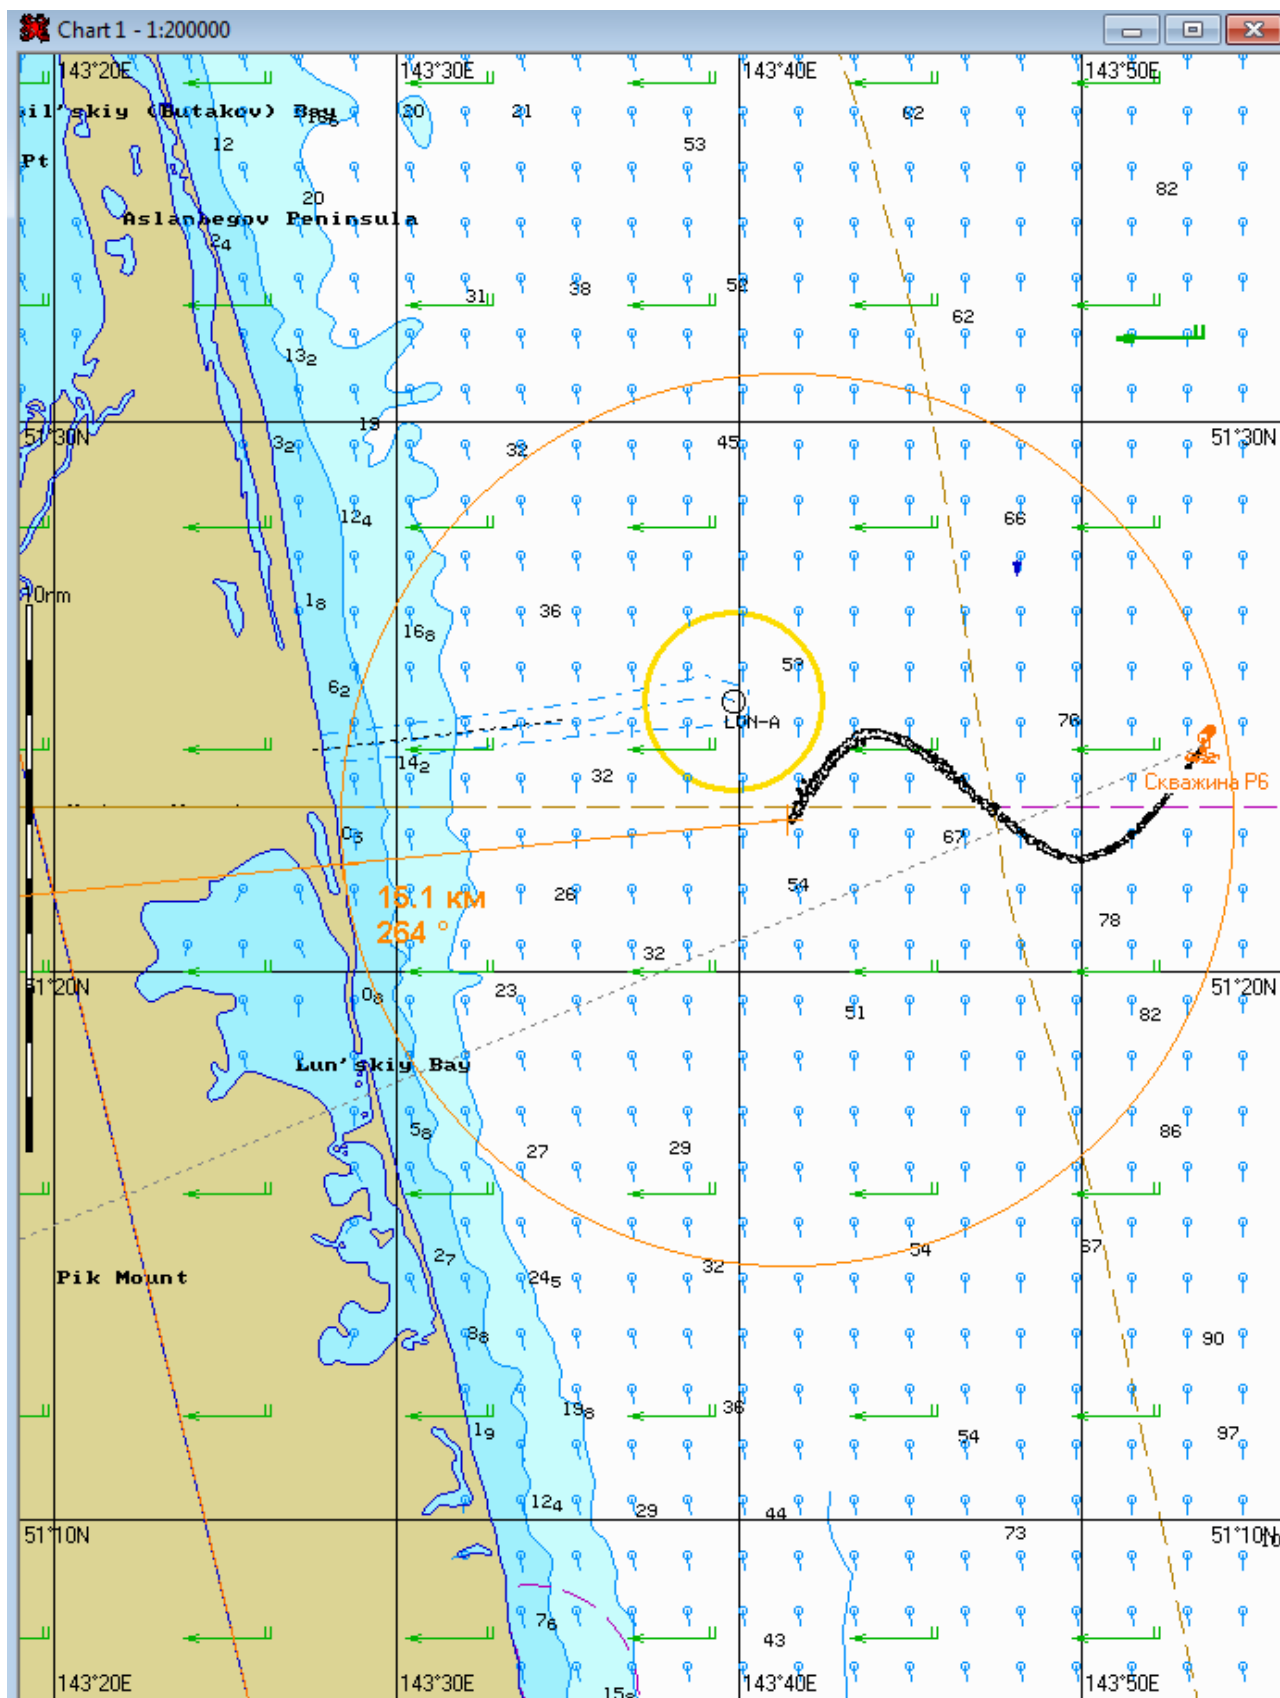 Chart 1 - 1:200000
143°20E 143°30E 143°40E 143°50E
il'skiy (Butakov) Bay 20 21 62
12 53
Pt
82
20
Aslanbegov Peninsula
24
31 38 52
62
132
19
51°30N 32 32 45 51°30N
124 66
10nm
18 36
168
59
62
LUN-A 76
142 32
Скважина P6
05 67
54
15.1 км 26
264 ° 78
32
51°20N 08 23 51°20N
51 82
Lun'skiy Bay
58 86
27 29
27 54 67
Pik Mount 245 32
88 90
198 36
19 54 97
124 29 44
51°10N 73 51°10N
76
43
143°20E 143°30E 143°40E 143°50E